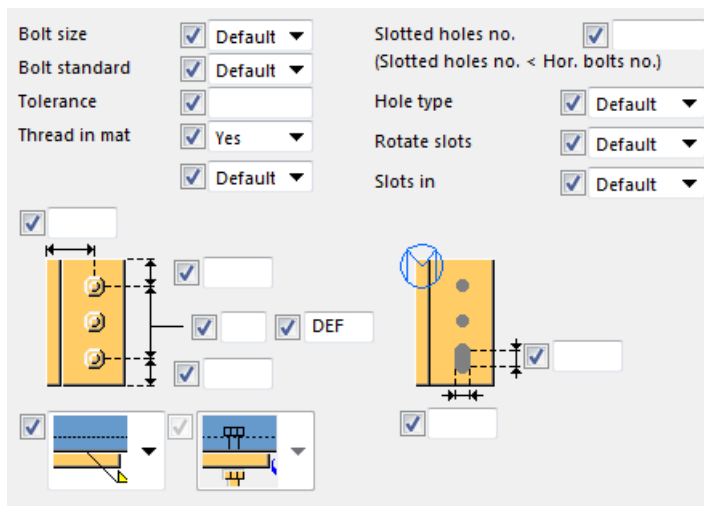 Bolt size Default
Slotted holes no.
(Slotted holes no. < Hor. bolts no.)
Bolt standard Default
Tolerance
Hole type Default
Thread in mat Yes
Rotate slots Default
Default
Slots in Default
DEF